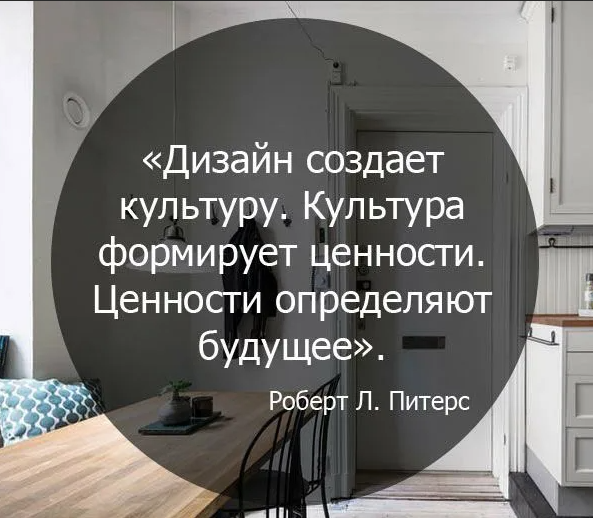 «Дизайн создает
культуру. Культура
формирует ценности.
Ценности определяют
будущее».
Роберт Л. Питерс